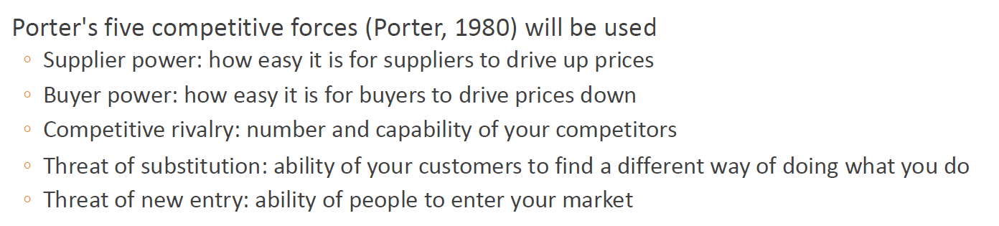 Porter's five competitive forces (Porter, 1980) will be used
◦ Supplier power: how easy it is for suppliers to drive up prices
◦ Buyer power: how easy it is for buyers to drive prices down
◦ Competitive rivalry: number and capability of your competitors
◦ Threat of substitution: ability of your customers to find a different way of doing what you do
◦ Threat of new entry: ability of people to enter your market